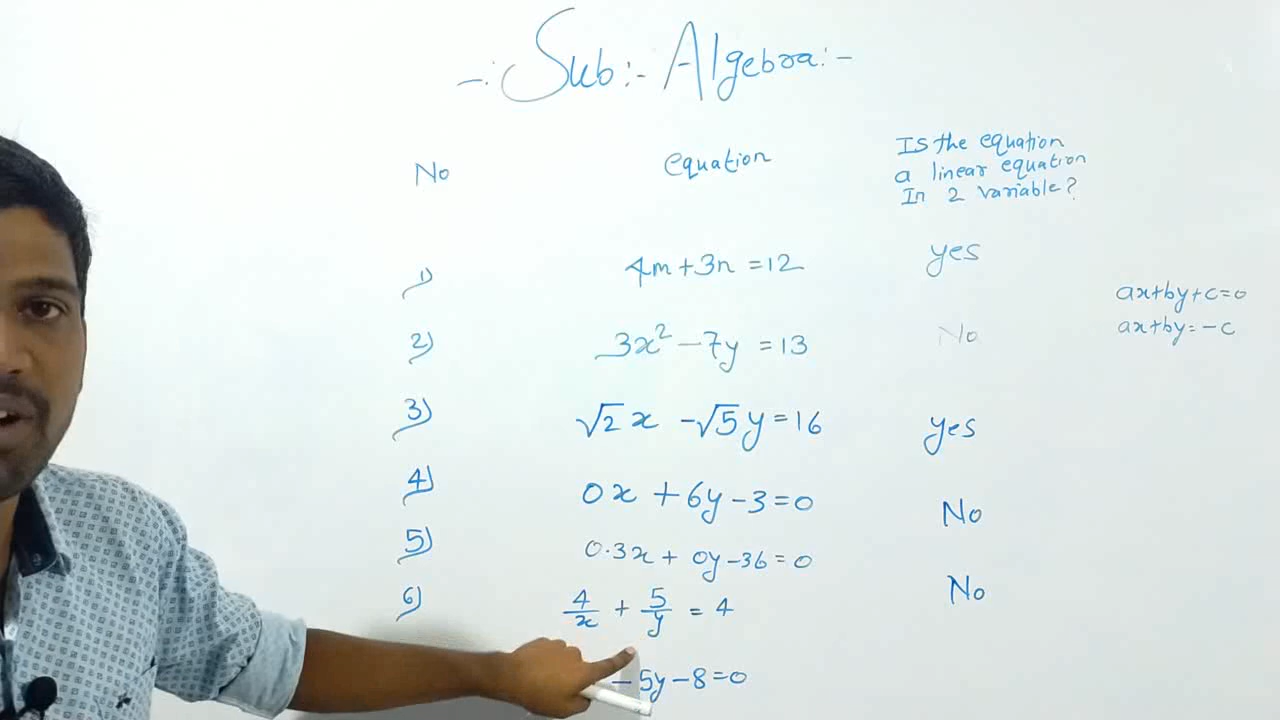 -: Sub:- Algebra:-
No equation Is the equation
a linear equation
In 2 variable?
1) 4m+3n=12 yes
ax+by+c=0
2) 3x²-7y=13 No
ax+by=-c
3) √2x-√5y=16 yes
4) 0x+6y-3=0 No
5) 0.3x+0y-36=0
6) 4/x + 5/y = 4 No
-5y-8=0